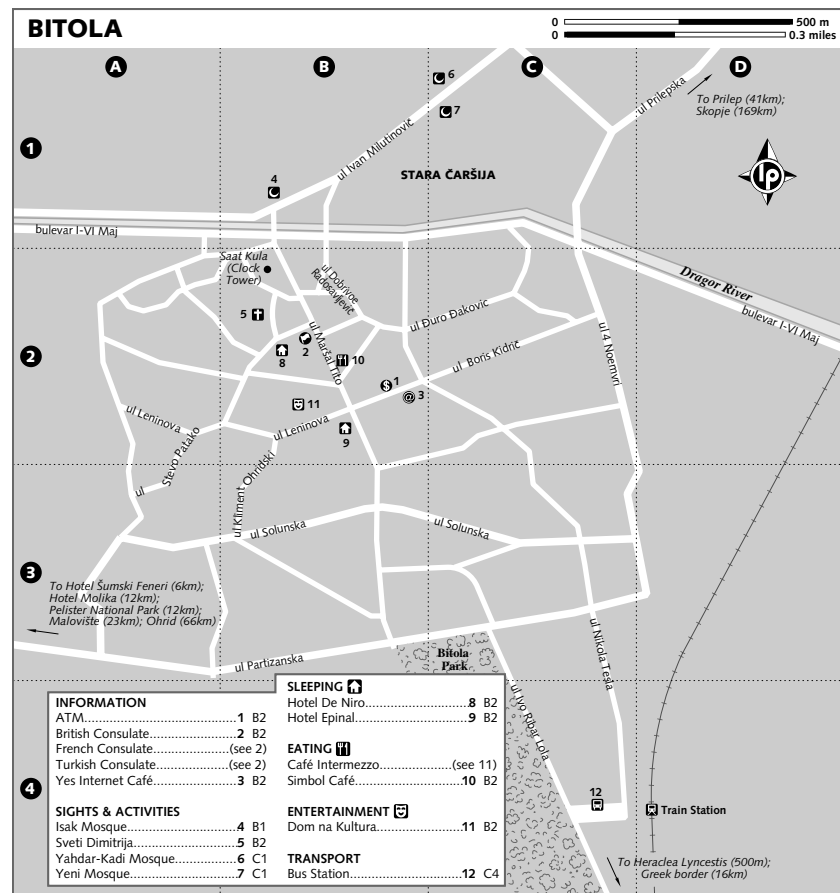 BITOLA
0 500 m
0 0.3 miles
A
B
C
D
1
2
3
4
6
7
ul Prilepska
To Prilep (41km);
Skopje (169km)
lp
ul Ivan Milutinovič
STARA ČARŠIJA
4
bulevar I-VI Maj
Saat Kula
(Clock
Tower)
ul Dobrivoe
Radosavljevič
Dragor River
bulevar I-VI Maj
5
ul Đuro Đakovic
ul Maršal Tito
2
8
10
ul Boris Kidrič
ul 4 Noemvri
$
1
@
3
11
ul Leninova
ul Leninova
9
ul Stevo Patako
ul Kliment Ohridski
ul Solunska
ul Solunska
To Hotel Šumski Feneri (6km);
Hotel Molika (12km);
Pelister National Park (12km);
Malovište (23km); Ohrid (66km)
ul Partizanska
Bitola
Park
ul Nikola Tesla
ul Ivo Ribar Lola
12
Train Station
To Heraclea Lyncestis (500m);
Greek border (16km)
INFORMATION
ATM..................................1 B2
British Consulate..................2 B2
French Consulate...............(see 2)
Turkish Consulate..............(see 2)
Yes Internet Café..................3 B2
SIGHTS & ACTIVITIES
Isak Mosque.......................4 B1
Sveti Dimitrija.....................5 B2
Yahdar-Kadi Mosque............6 C1
Yeni Mosque.......................7 C1
SLEEPING
Hotel De Niro.......................8 B2
Hotel Epinal.........................9 B2
EATING
Café Intermezzo..............(see 11)
Simbol Café.......................10 B2
ENTERTAINMENT
Dom na Kultura..................11 B2
TRANSPORT
Bus Station.......................12 C4